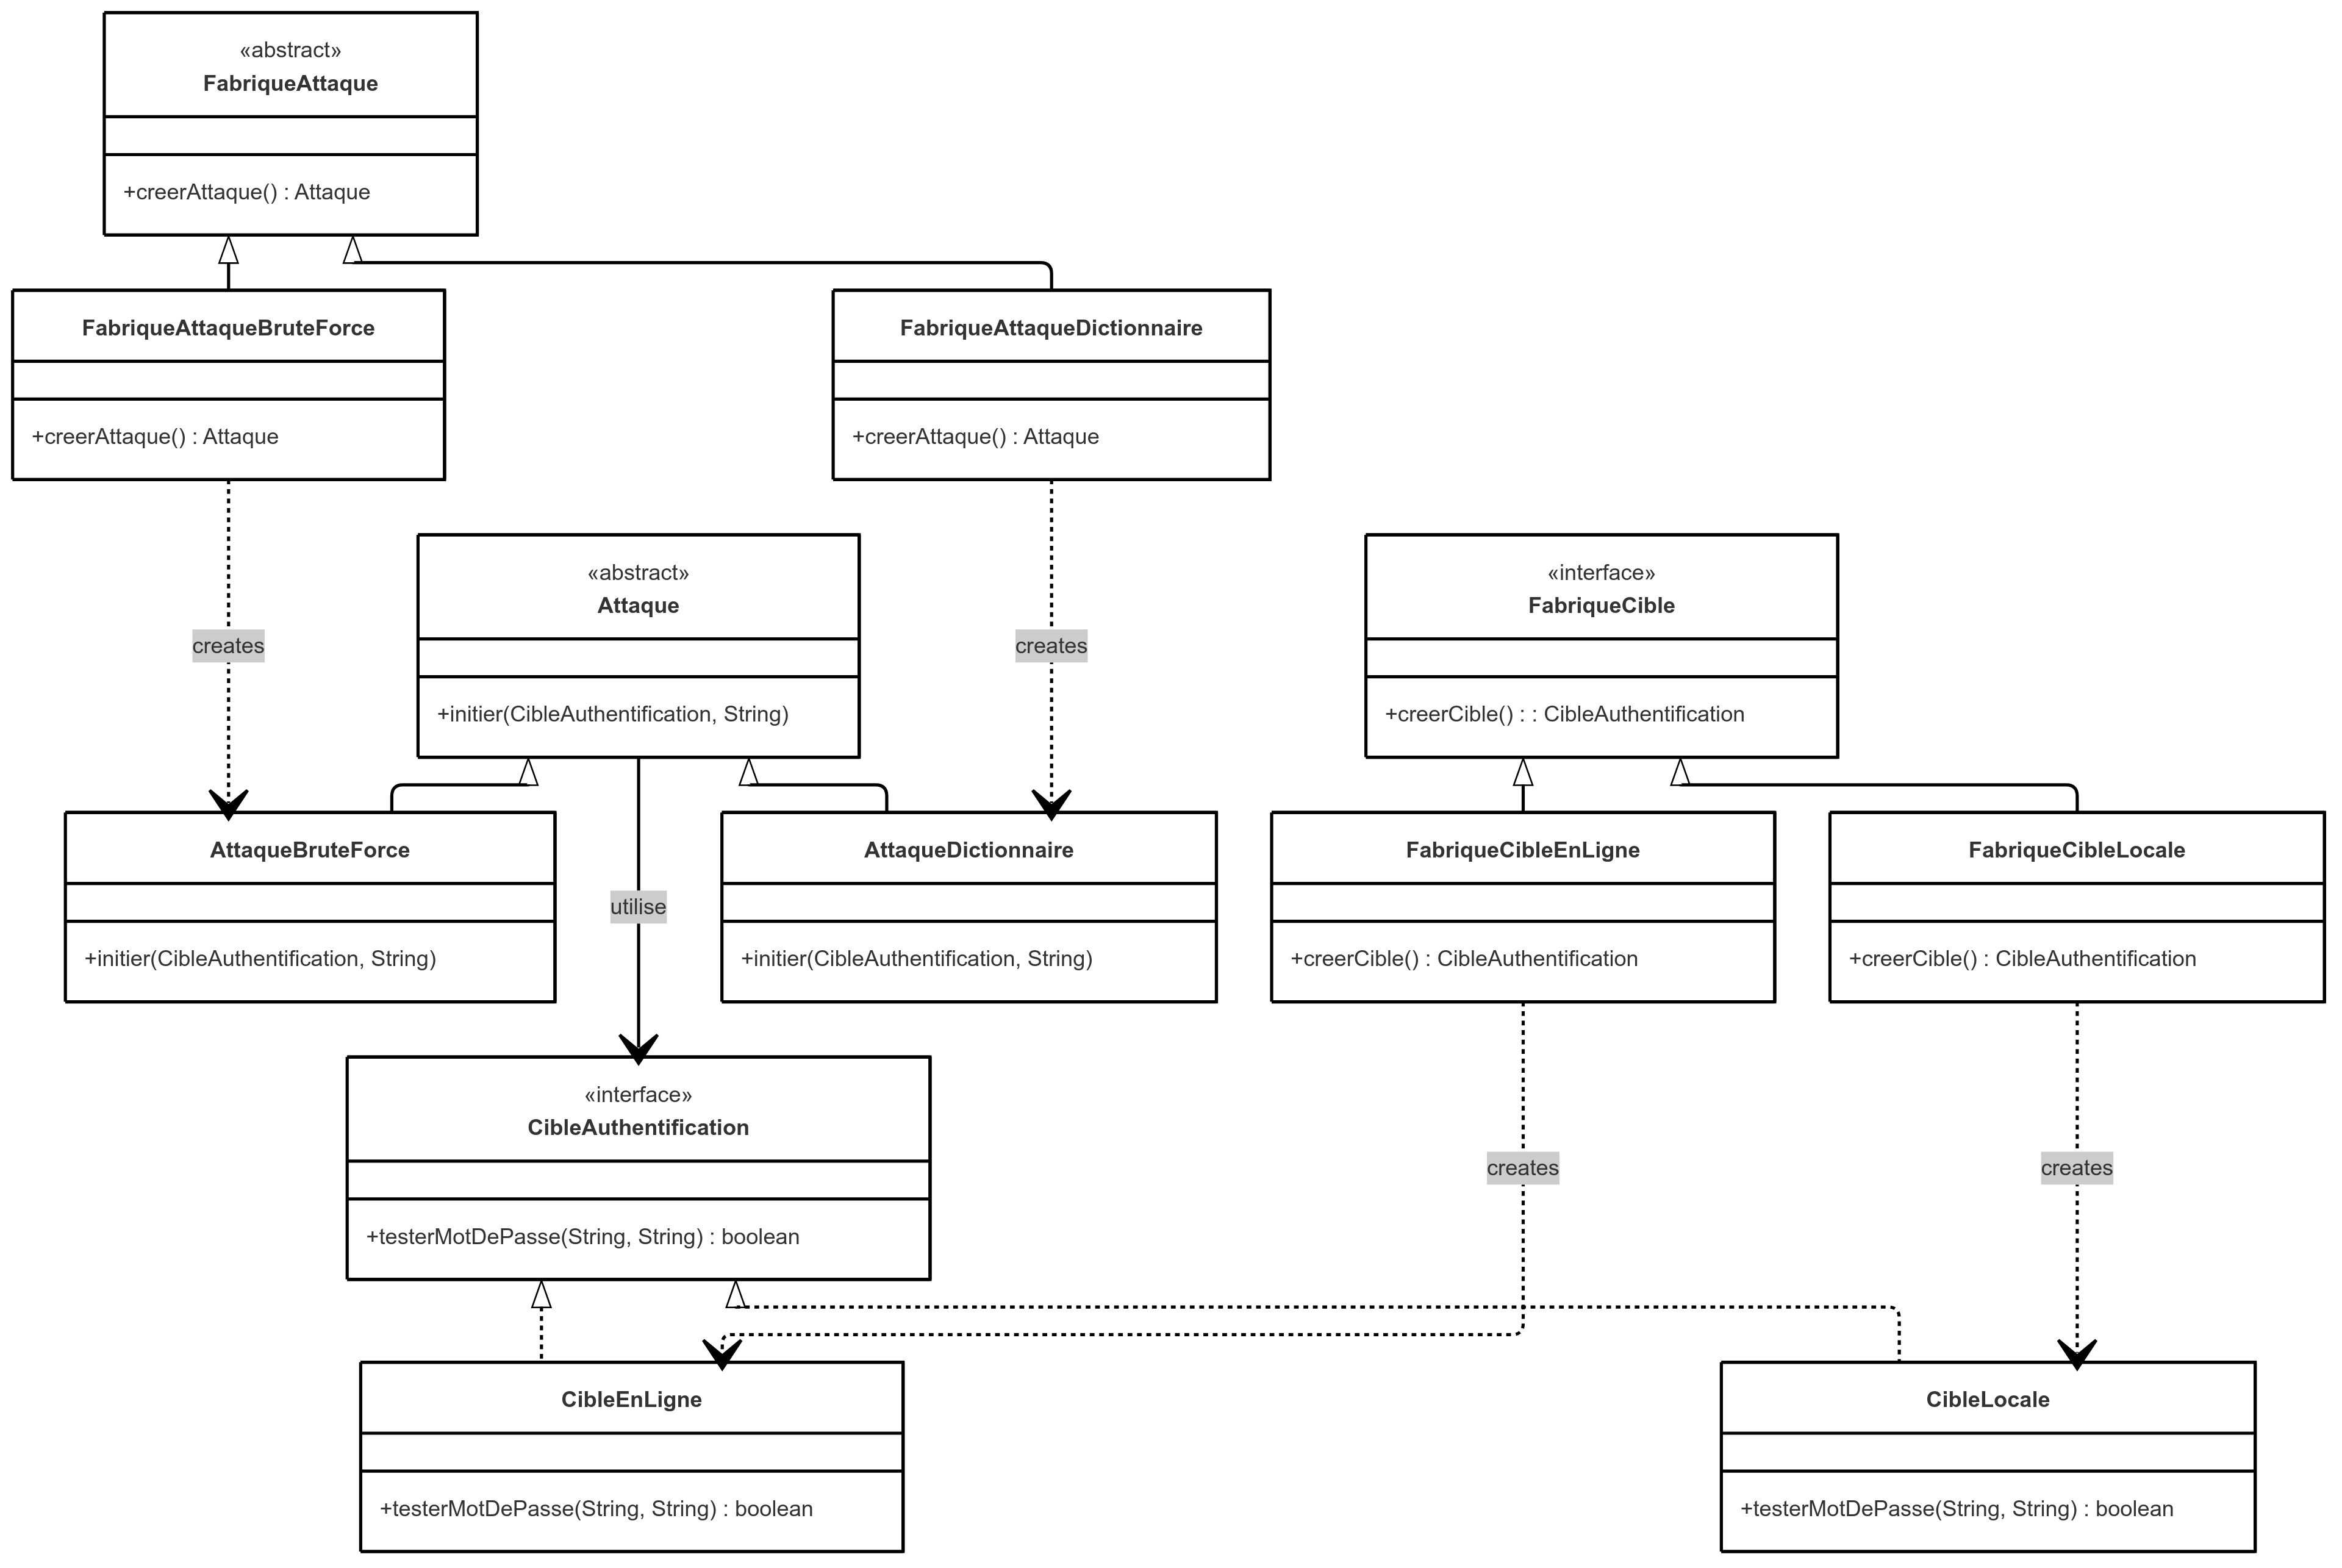 «abstract»
FabriqueAttaque
+creerAttaque() : Attaque
FabriqueAttaqueBruteForce
+creerAttaque() : Attaque
FabriqueAttaqueDictionnaire
+creerAttaque() : Attaque
creates
creates
«abstract»
Attaque
+initier(CibleAuthentification, String)
«interface»
FabriqueCible
+creerCible() : : CibleAuthentification
AttaqueBruteForce
+initier(CibleAuthentification, String)
utilise
AttaqueDictionnaire
+initier(CibleAuthentification, String)
FabriqueCibleEnLigne
+creerCible() : CibleAuthentification
FabriqueCibleLocale
+creerCible() : CibleAuthentification
«interface»
CibleAuthentification
+testerMotDePasse(String, String) : boolean
creates
creates
CibleEnLigne
+testerMotDePasse(String, String) : boolean
CibleLocale
+testerMotDePasse(String, String) : boolean